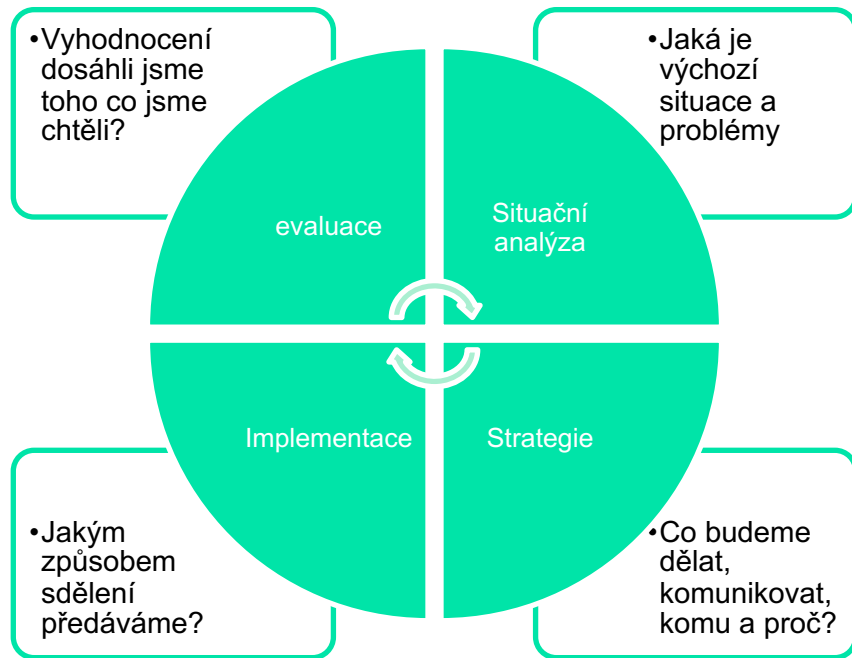 •Vyhodnocení
dosáhli jsme
toho co jsme
chtěli?
•Jaká je
výchozí
situace a
problémy
evaluace
Situační
analýza
Implementace
Strategie
•Jakým
způsobem
sdělení
předáváme?
•Co budeme
dělat,
komunikovat,
komu a proč?